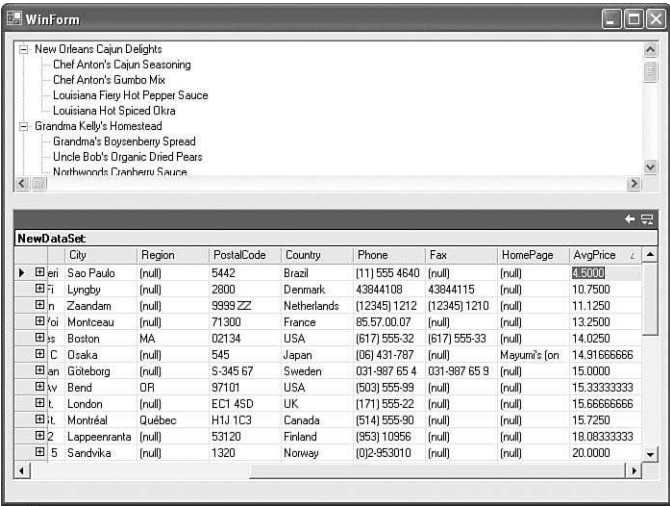 WinForm
New Orleans Cajun Delights
Chef Anton's Cajun Seasoning
Chef Anton's Gumbo Mix
Louisiana Fiery Hot Pepper Sauce
Louisiana Hot Spiced Okra
Grandma Kelly's Homestead
Grandma's Boysenberry Spread
Uncle Bob's Organic Dried Pears
Northwoods Cranberry Sauce
NewDataSet
City Region PostalCode Country Phone Fax HomePage AvgPrice
eri Sao Paulo (null) 5442 Brazil (11) 555 4640 (null) (null) 4.5000
Lyngby (null) 2800 Denmark 43844108 43844115 (null) 10.7500
n Zaandam (null) 9999 ZZ Netherlands (12345) 1212 (12345) 1210 (null) 11.1250
Montceau (null) 71300 France 85.57.00.07 (null) (null) 13.2500
Boston MA 02134 USA (617) 555-32 (617) 555-33 (null) 14.0250
C Osaka (null) 545 Japan (06) 431-787 (null) Mayumi's (on 14.91666666
an Göteborg (null) S-345 67 Sweden 031-987 65 4 031-987 65 9 (null) 15.0000
Bend OR 97101 USA (503) 555-99 (null) (null) 15.33333333
t. London (null) EC1 4SD UK (171) 555-22 (null) (null) 15.66666666
Montréal Québec H1J 1C3 Canada (514) 555-90 (null) (null) 15.7250
2 Lappeenranta (null) 53120 Finland (953) 10956 (null) (null) 18.08333333
5 Sandvika (null) 1320 Norway (0)2-953010 (null) (null) 20.0000